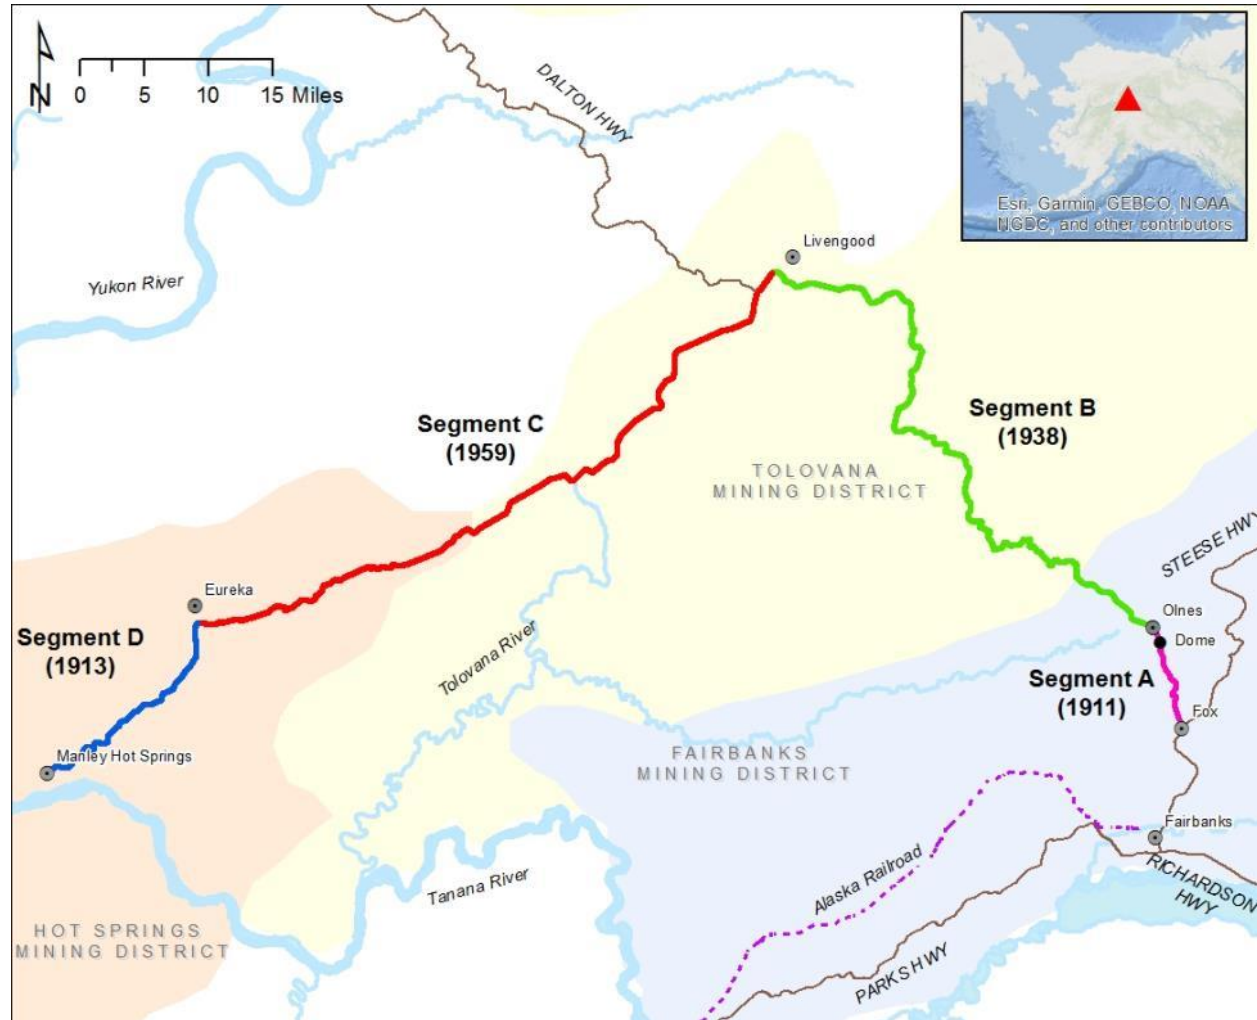 N
0 5 10 15 Miles
DALTON HWY
Esri, Garmin, GEBCO, NOAA
NGDC, and other contributors
Livengood
Yukon River
Segment C
(1959)
Segment B
(1938)
TOLOVANA
MINING DISTRICT
STEESE HWY
Eureka
Olnes
Segment D
(1913)
Dome
Tolovana River
Segment A
(1911)
Fox
Manley Hot Springs
FAIRBANKS
MINING DISTRICT
Fairbanks
Alaska Railroad
RICHARDSON
HWY
Tanana River
HOT SPRINGS
MINING DISTRICT
PARKS HWY